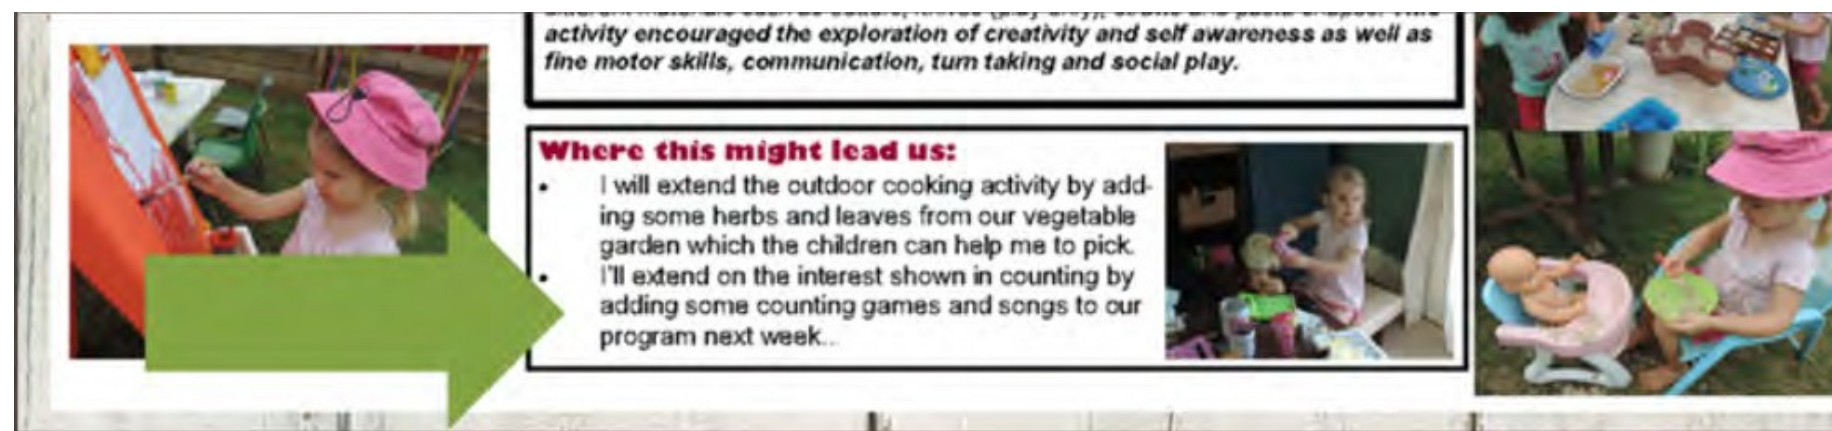 activity encouraged the exploration of creativity and self awareness as well as
fine motor skills, communication, turn taking and social play.
Where this might lead us:
• I will extend the outdoor cooking activity by add-
ing some herbs and leaves from our vegetable
garden which the children can help me to pick.
• I'll extend on the interest shown in counting by
adding some counting games and songs to our
program next week...